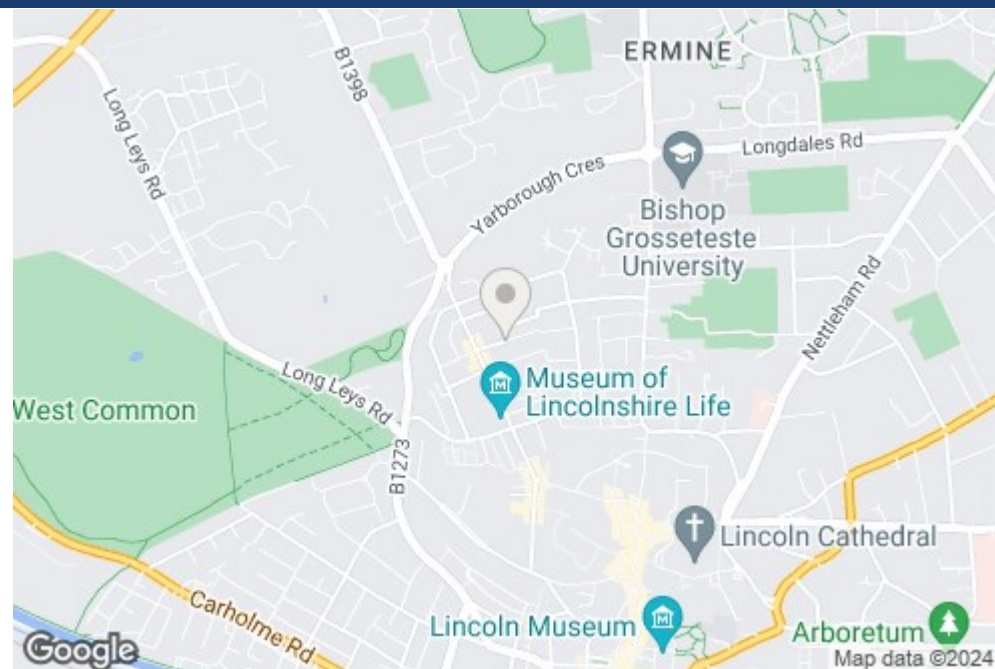 ERMINE
B1398
Long Leys Rd
Longdales Rd
Yarborough Cres
Bishop
Grosseteste
University
Nettleham Rd
Museum of
Lincolnshire Life
Long Leys Rd
West Common
B1273
Lincoln Cathedral
Carholme Rd
Lincoln Museum
Arboretum
Google
Map data ©2024